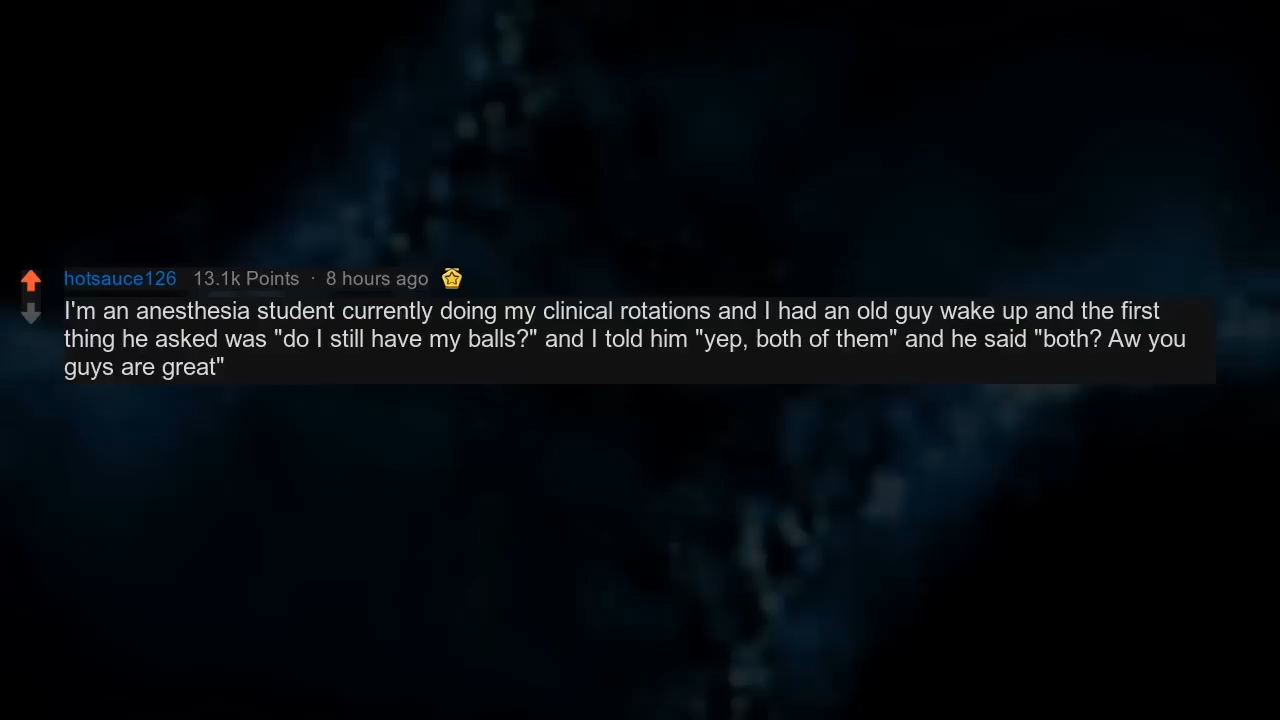 hotsauce126 13.1k Points · 8 hours ago
I'm an anesthesia student currently doing my clinical rotations and I had an old guy wake up and the first
thing he asked was "do I still have my balls?" and I told him "yep, both of them" and he said "both? Aw you
guys are great"